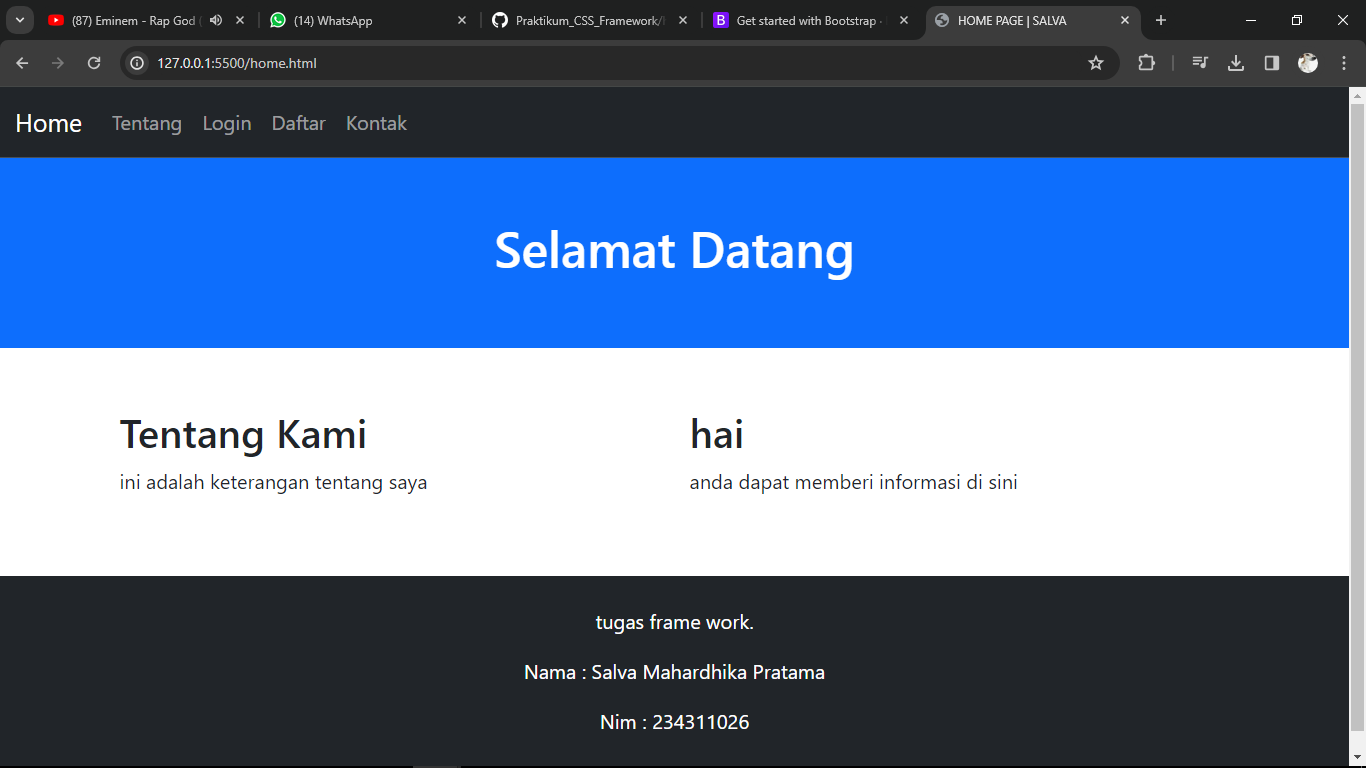 (87) Eminem - Rap God (
(14) WhatsApp
Praktikum_CSS_Framework/
Get started with Bootstrap ·
HOME PAGE | SALVA
127.0.0.1:5500/home.html
Home Tentang Login Daftar Kontak
Selamat Datang
Tentang Kami
ini adalah keterangan tentang saya
hai
anda dapat memberi informasi di sini
tugas frame work.
Nama : Salva Mahardhika Pratama
Nim : 234311026